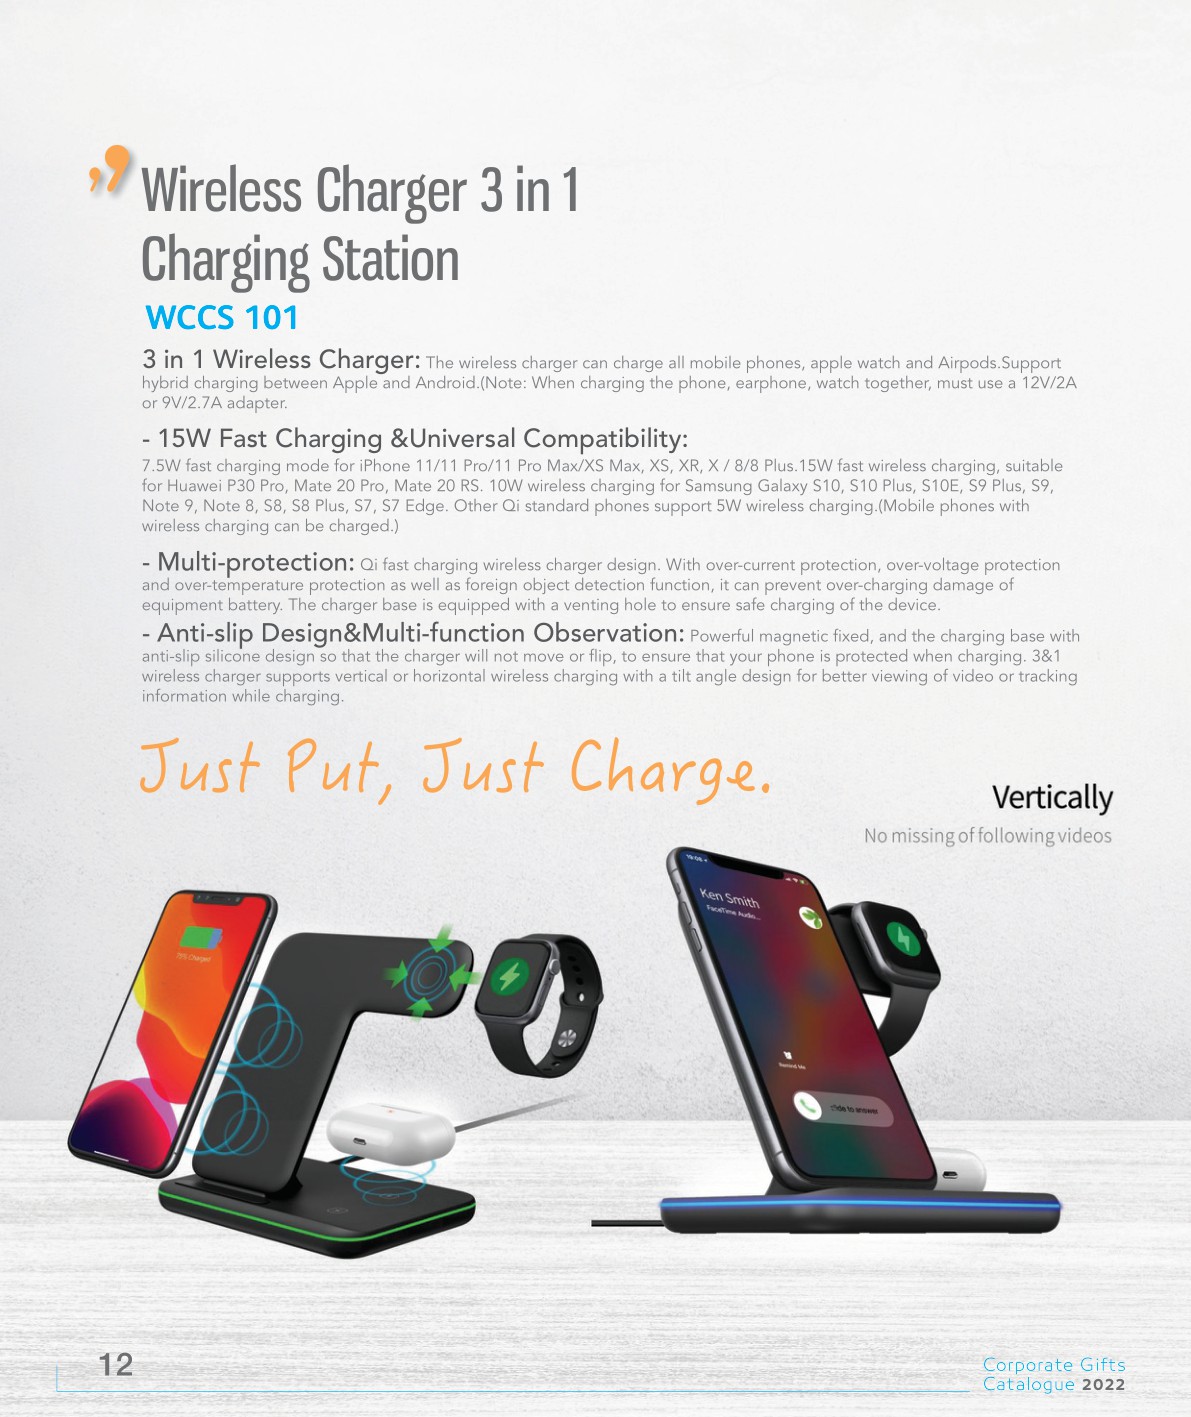 Wireless Charger 3 in 1
Charging Station
WCCS 101
3 in 1 Wireless Charger: The wireless charger can charge all mobile phones, apple watch and Airpods.Support
hybrid charging between Apple and Android.(Note: When charging the phone, earphone, watch together, must use a 12V/2A
or 9V/2.7A adapter.
- 15W Fast Charging &Universal Compatibility:
7.5W fast charging mode for iPhone 11/11 Pro/11 Pro Max/XS Max, XS, XR, X / 8/8 Plus.15W fast wireless charging, suitable
for Huawei P30 Pro, Mate 20 Pro, Mate 20 RS. 10W wireless charging for Samsung Galaxy S10, S10 Plus, S10E, S9 Plus, S9,
Note 9, Note 8, S8, S8 Plus, S7, S7 Edge. Other Qi standard phones support 5W wireless charging.(Mobile phones with
wireless charging can be charged.)
- Multi-protection: Qi fast charging wireless charger design. With over-current protection, over-voltage protection
and over-temperature protection as well as foreign object detection function, it can prevent over-charging damage of
equipment battery. The charger base is equipped with a venting hole to ensure safe charging of the device.
- Anti-slip Design&Multi-function Observation: Powerful magnetic fixed, and the charging base with
anti-slip silicone design so that the charger will not move or flip, to ensure that your phone is protected when charging. 3&1
wireless charger supports vertical or horizontal wireless charging with a tilt angle design for better viewing of video or tracking
information while charging.
Just Put, Just Charge.
Vertically
No missing of following videos
19:08
Ken Smith
FaceTime Audio...
75% Charged
Remind Me
slide to answer
12
Corporate Gifts
Catalogue 2022